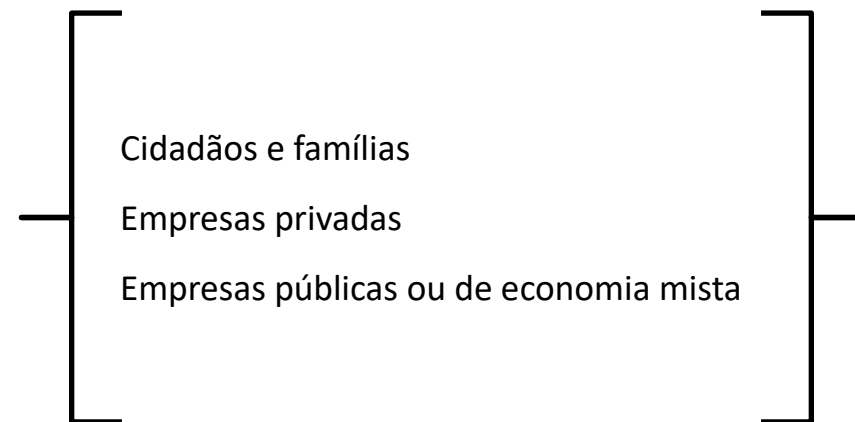 Cidadãos e famílias
Empresas privadas
Empresas públicas ou de economia mista